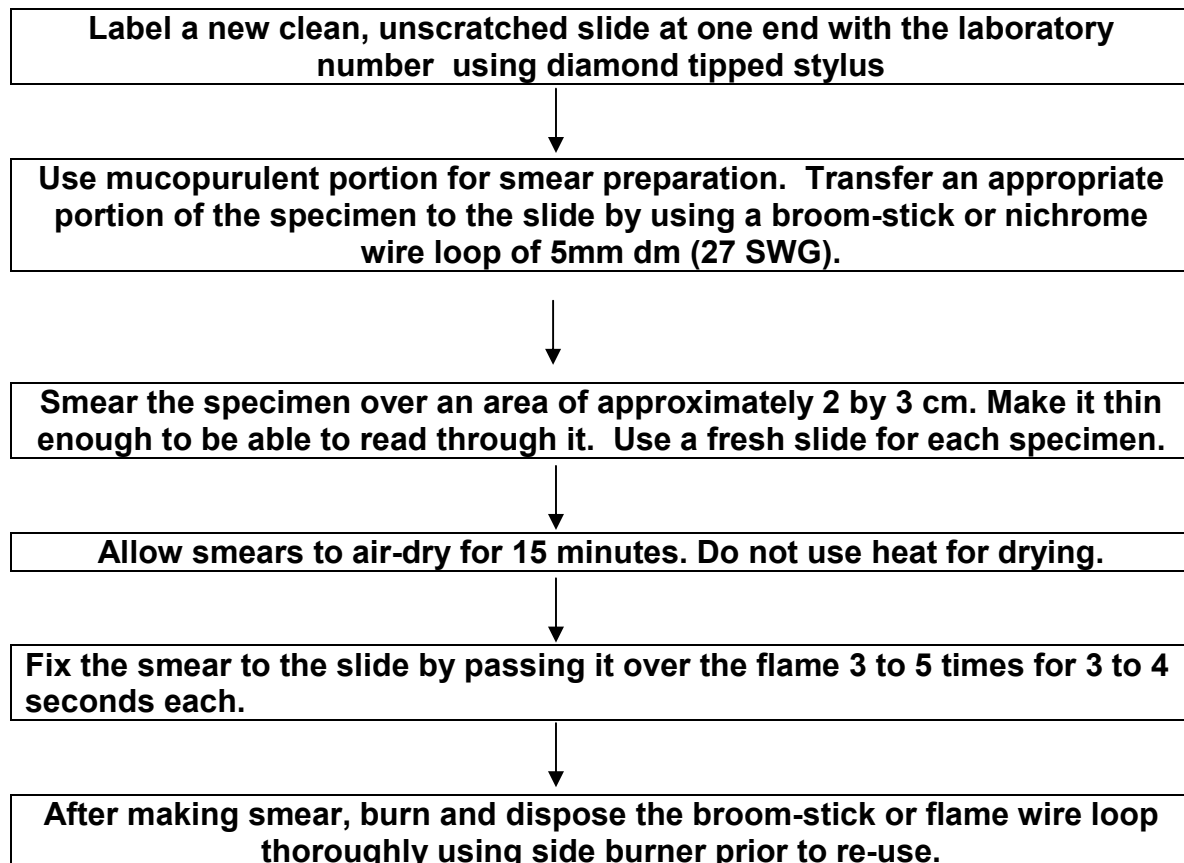 Label a new clean, unscratched slide at one end with the laboratory
number  using diamond tipped stylus
Use mucopurulent portion for smear preparation.  Transfer an appropriate
portion of the specimen to the slide by using a broom-stick or nichrome
wire loop of 5mm dm (27 SWG).
Smear the specimen over an area of approximately 2 by 3 cm. Make it thin
enough to be able to read through it.  Use a fresh slide for each specimen.
Allow smears to air-dry for 15 minutes. Do not use heat for drying.
Fix the smear to the slide by passing it over the flame 3 to 5 times for 3 to 4
seconds each.
After making smear, burn and dispose the broom-stick or flame wire loop
thoroughly using side burner prior to re-use.